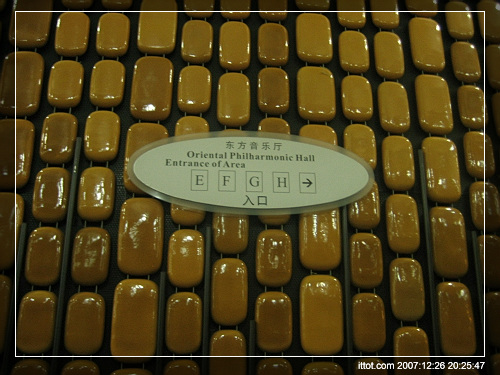 东方音乐厅
Oriental Philharmonic Hall
Entrance of Area
E F G H →
入口
ittot.com 2007:12:26 20:25:47